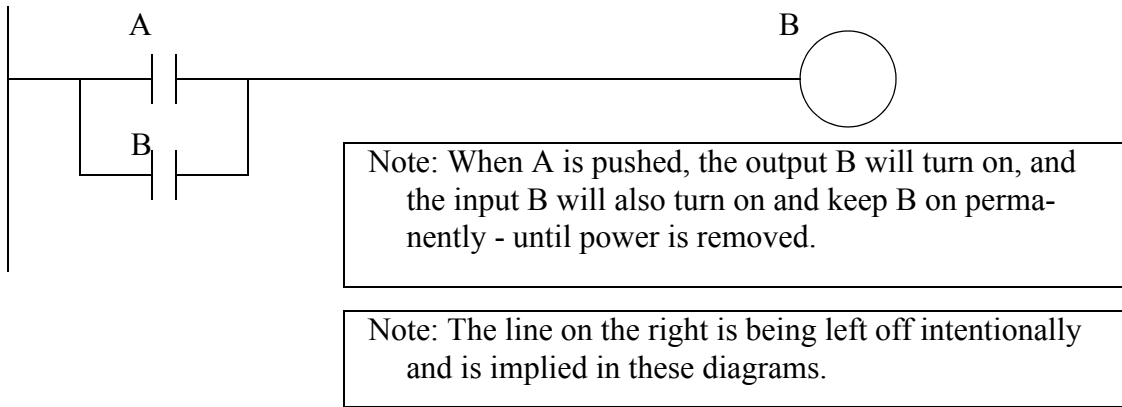 A
B
B
Note: When A is pushed, the output B will turn on, and
the input B will also turn on and keep B on perma-
nently - until power is removed.
Note: The line on the right is being left off intentionally
and is implied in these diagrams.